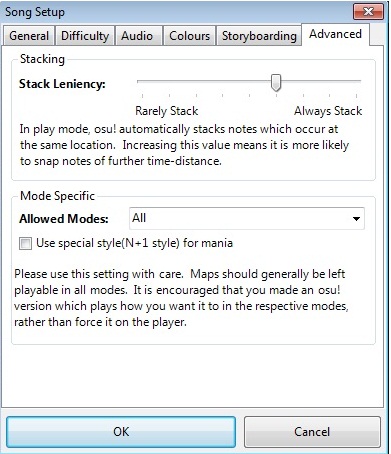 Song Setup
General Difficulty Audio Colours Storyboarding Advanced
Stacking
Stack Leniency:
Rarely Stack Always Stack
In play mode, osu! automatically stacks notes which occur at
the same location. Increasing this value means it is more likely
to snap notes of further time-distance.
Mode Specific
Allowed Modes: All
Use special style(N+1 style) for mania
Please use this setting with care. Maps should generally be left
playable in all modes. It is encouraged that you made an osu!
version which plays how you want it to in the respective modes,
rather than force it on the player.
OK Cancel